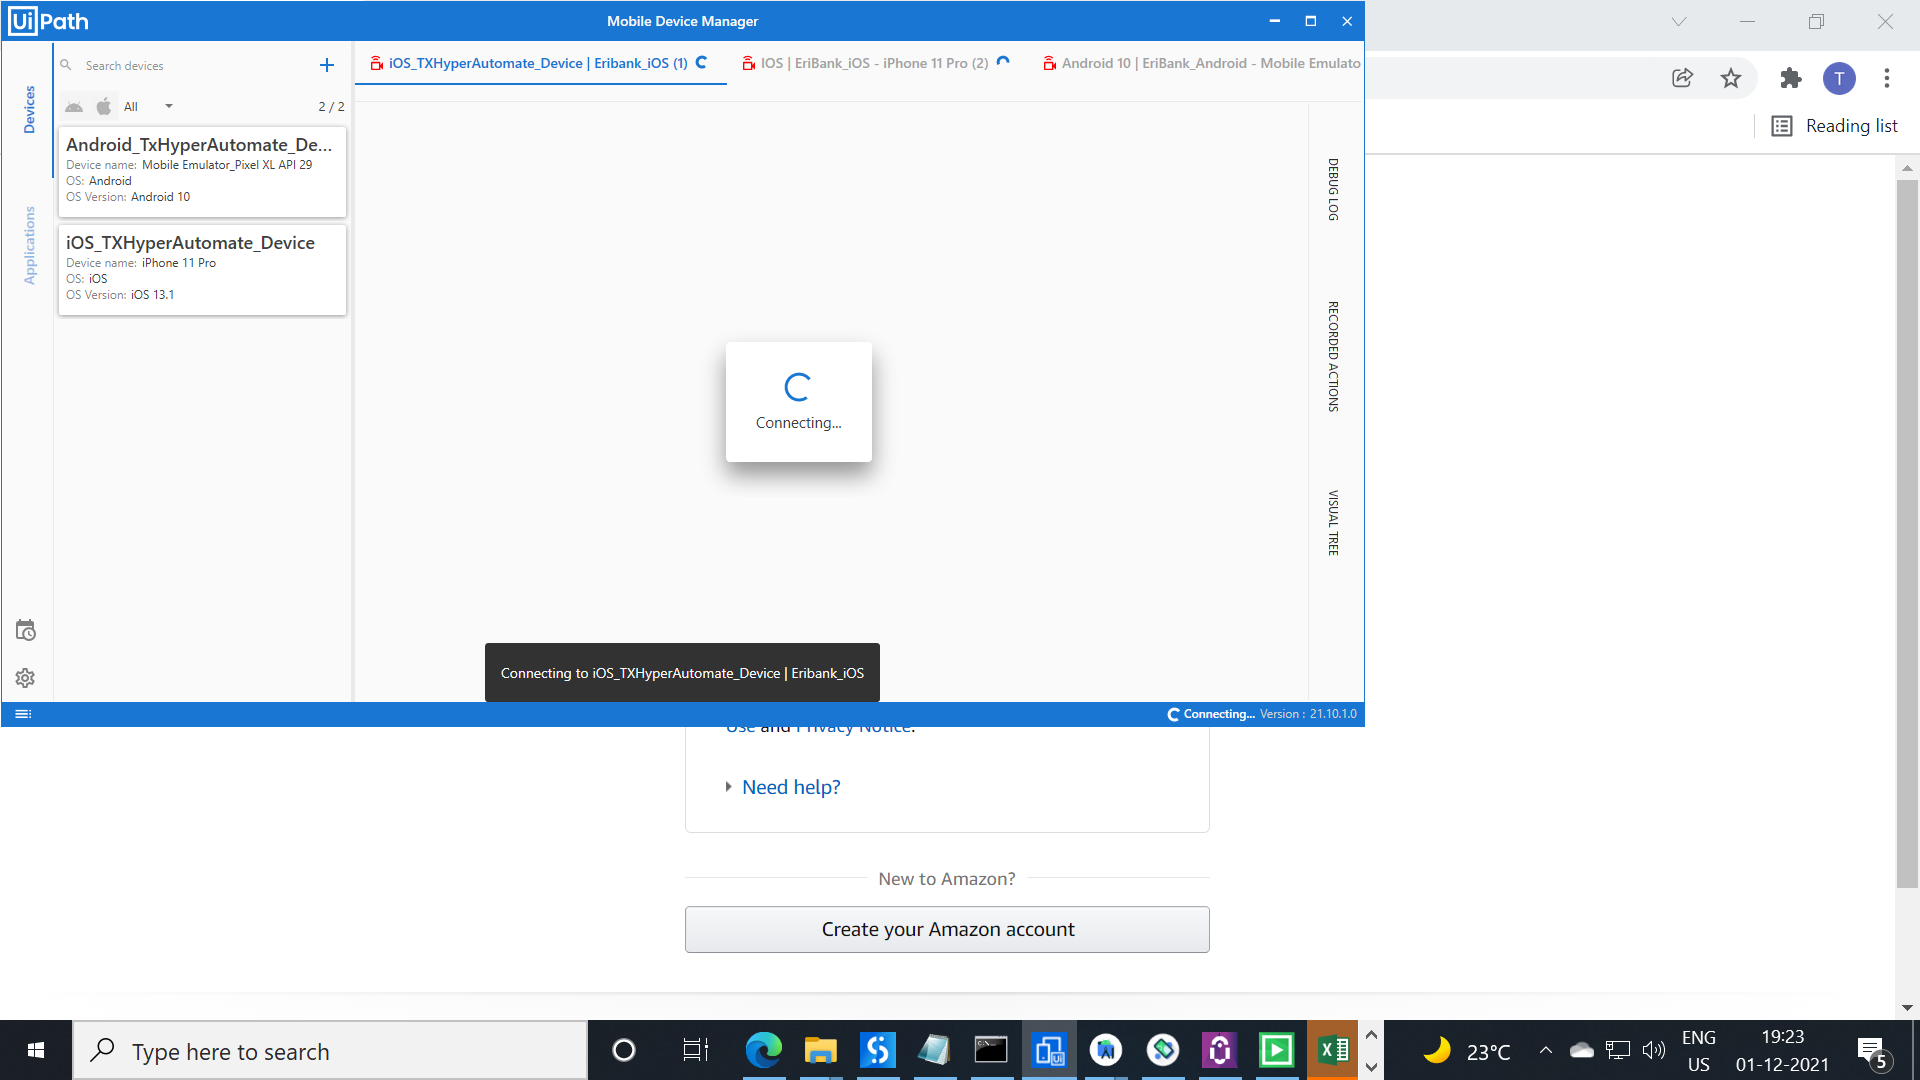 UiPath
Mobile Device Manager
Search devices
iOS_TXHyperAutomate_Device | Eribank_iOS (1)
IOS | EriBank_iOS - iPhone 11 Pro (2)
Android 10 | EriBank_Android - Mobile Emulato
Devices
Applications
All
2 / 2
Android_TxHyperAutomate_De...
Device name: Mobile Emulator_Pixel XL API 29
OS: Android
OS Version: Android 10
iOS_TXHyperAutomate_Device
Device name: iPhone 11 Pro
OS: iOS
OS Version: iOS 13.1
Connecting...
DEBUG LOG
RECORDED ACTIONS
VISUAL TREE
Connecting to iOS_TXHyperAutomate_Device | Eribank_iOS
Connecting... Version : 21.10.1.0
T
Reading list
Use and Privacy Notice.
Need help?
New to Amazon?
Create your Amazon account
Type here to search
23°C
ENG
US
19:23
01-12-2021
5